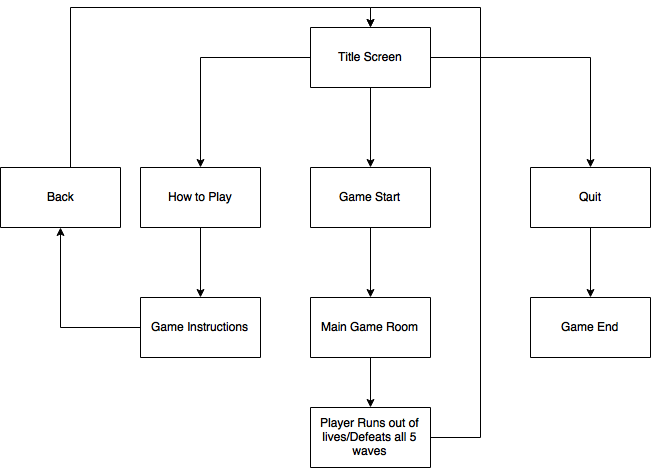 Title Screen
Back
How to Play
Game Start
Quit
Game Instructions
Main Game Room
Game End
Player Runs out of
lives/Defeats all 5
waves